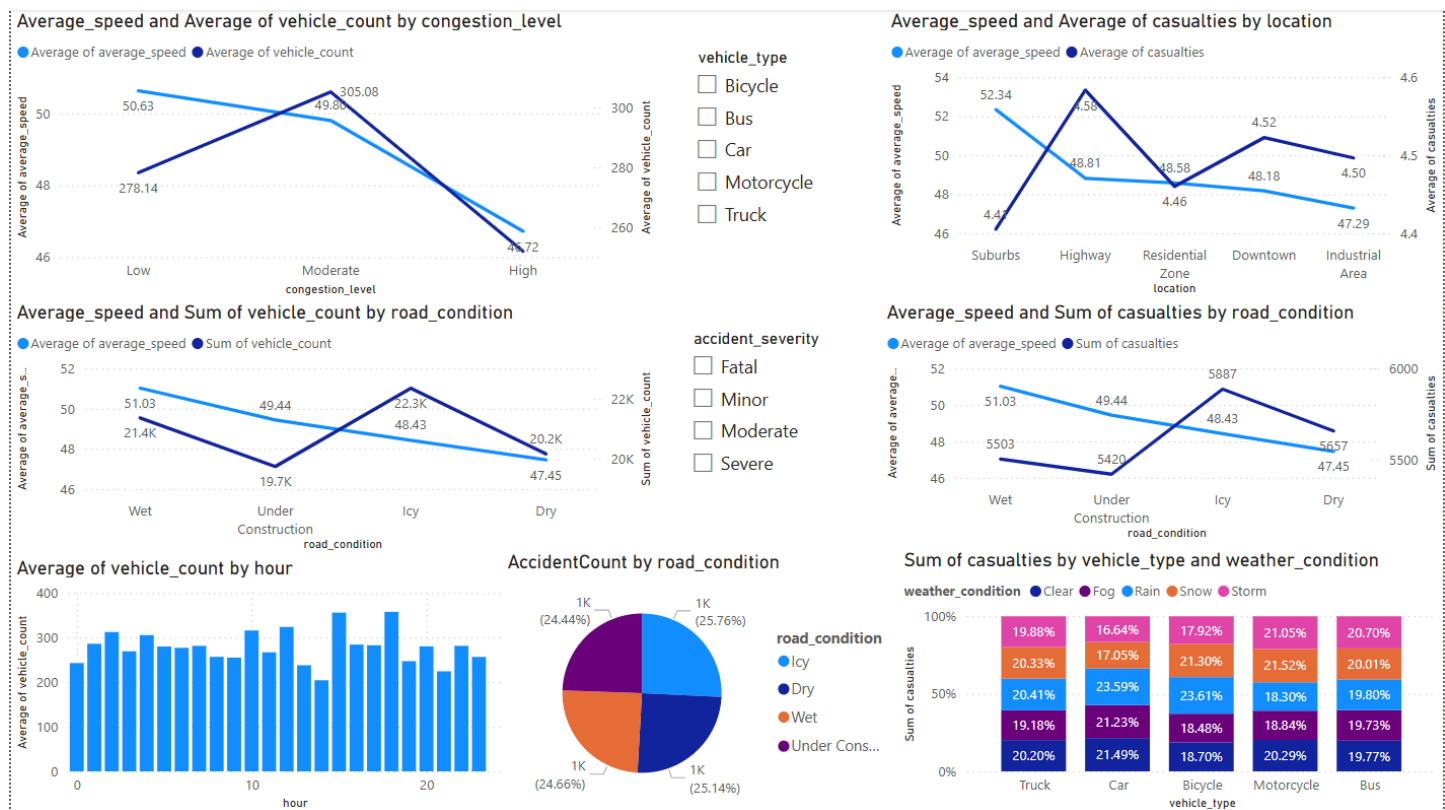 Average_speed and Average of vehicle_count by congestion_level
Average of average_speed Average of vehicle_count
Average of average_speed
50
48
46
50.63
278.14
305.08
49.80
46.72
300
280
260
Average of vehicle_count
Low Moderate High
congestion_level
vehicle_type
Bicycle
Bus
Car
Motorcycle
Truck
Average_speed and Average of casualties by location
Average of average_speed Average of casualties
Average of average_speed
54
52
50
48
46
52.34
4.41
4.58
48.81
48.58
4.46
4.52
48.18
4.50
47.29
4.6
4.5
4.4
Average of casualties
Suburbs Highway Residential Downtown Industrial
Zone Area
location
Average_speed and Sum of vehicle_count by road_condition
Average of average_speed Sum of vehicle_count
Average of average_s...
52
50
48
46
51.03
21.4K
49.44
19.7K
22.3K
48.43
20.2K
47.45
22K
20K
Sum of vehicle_count
Wet Under Icy Dry
Construction
road_condition
accident_severity
Fatal
Minor
Moderate
Severe
Average_speed and Sum of casualties by road_condition
Average of average_speed Sum of casualties
Average of average...
52
50
48
46
51.03
5503
49.44
5420
5887
48.43
5657
47.45
6000
5500
Sum of casualties
Wet Under Icy Dry
Construction
road_condition
Average of vehicle_count by hour
Average of vehicle_count
400
300
200
100
0
0 10 20
hour
AccidentCount by road_condition
1K
(24.44%)
1K
(25.76%)
1K
(24.66%)
1K
(25.14%)
road_condition
Icy
Dry
Wet
Under Cons...
Sum of casualties by vehicle_type and weather_condition
weather_condition Clear Fog Rain Snow Storm
Sum of casualties
100%
50%
0%
19.88% 16.64% 17.92% 21.05% 20.70%
20.33% 17.05% 21.30% 21.52% 20.01%
20.41% 23.59% 23.61% 18.30% 19.80%
19.18% 21.23% 18.48% 18.84% 19.73%
20.20% 21.49% 18.70% 20.29% 19.77%
Truck Car Bicycle Motorcycle Bus
vehicle_type